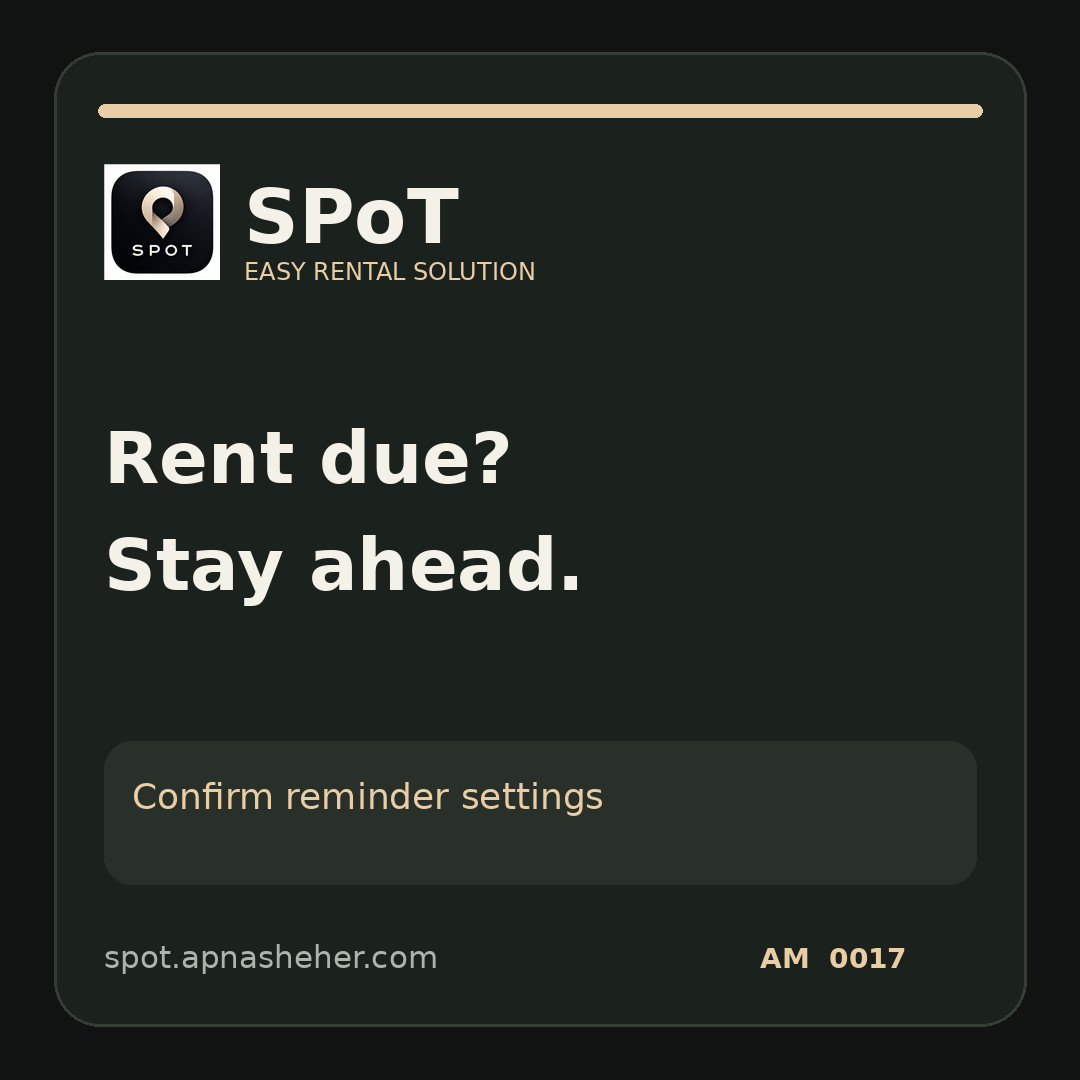 SPOT
SPoT
EASY RENTAL SOLUTION
Rent due?
Stay ahead.
Confirm reminder settings
spot.apnasheher.com
AM 0017